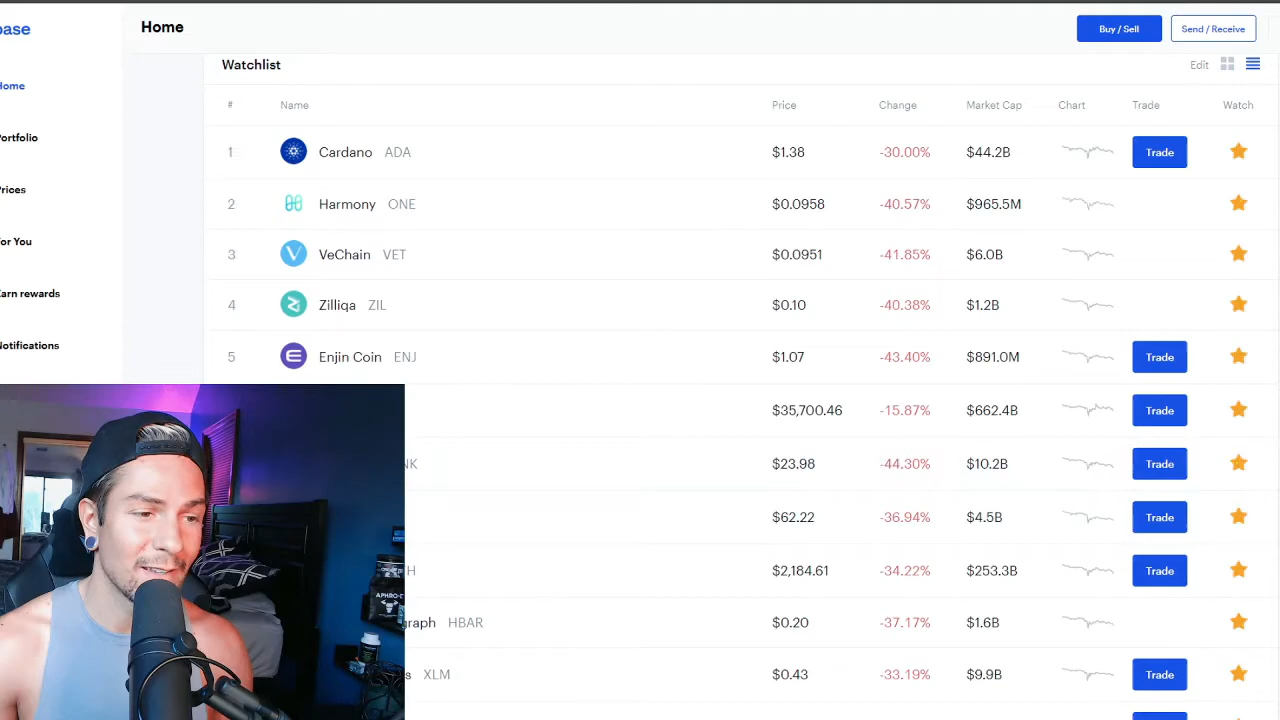 base
Home
Buy / Sell
Send / Receive
Watchlist
Edit
Home
Portfolio
Prices
For You
Earn rewards
Notifications
# Name Price Change Market Cap Chart Trade Watch
1 Cardano ADA $1.38 -30.00% $44.2B Trade
2 Harmony ONE $0.0958 -40.57% $965.5M
3 VeChain VET $0.0951 -41.85% $6.0B
4 Zilliqa ZIL $0.10 -40.38% $1.2B
5 Enjin Coin ENJ $1.07 -43.40% $891.0M Trade
$35,700.46 -15.87% $662.4B Trade
NK $23.98 -44.30% $10.2B Trade
$62.22 -36.94% $4.5B Trade
H $2,184.61 -34.22% $253.3B Trade
graph HBAR $0.20 -37.17% $1.6B
s XLM $0.43 -33.19% $9.9B Trade